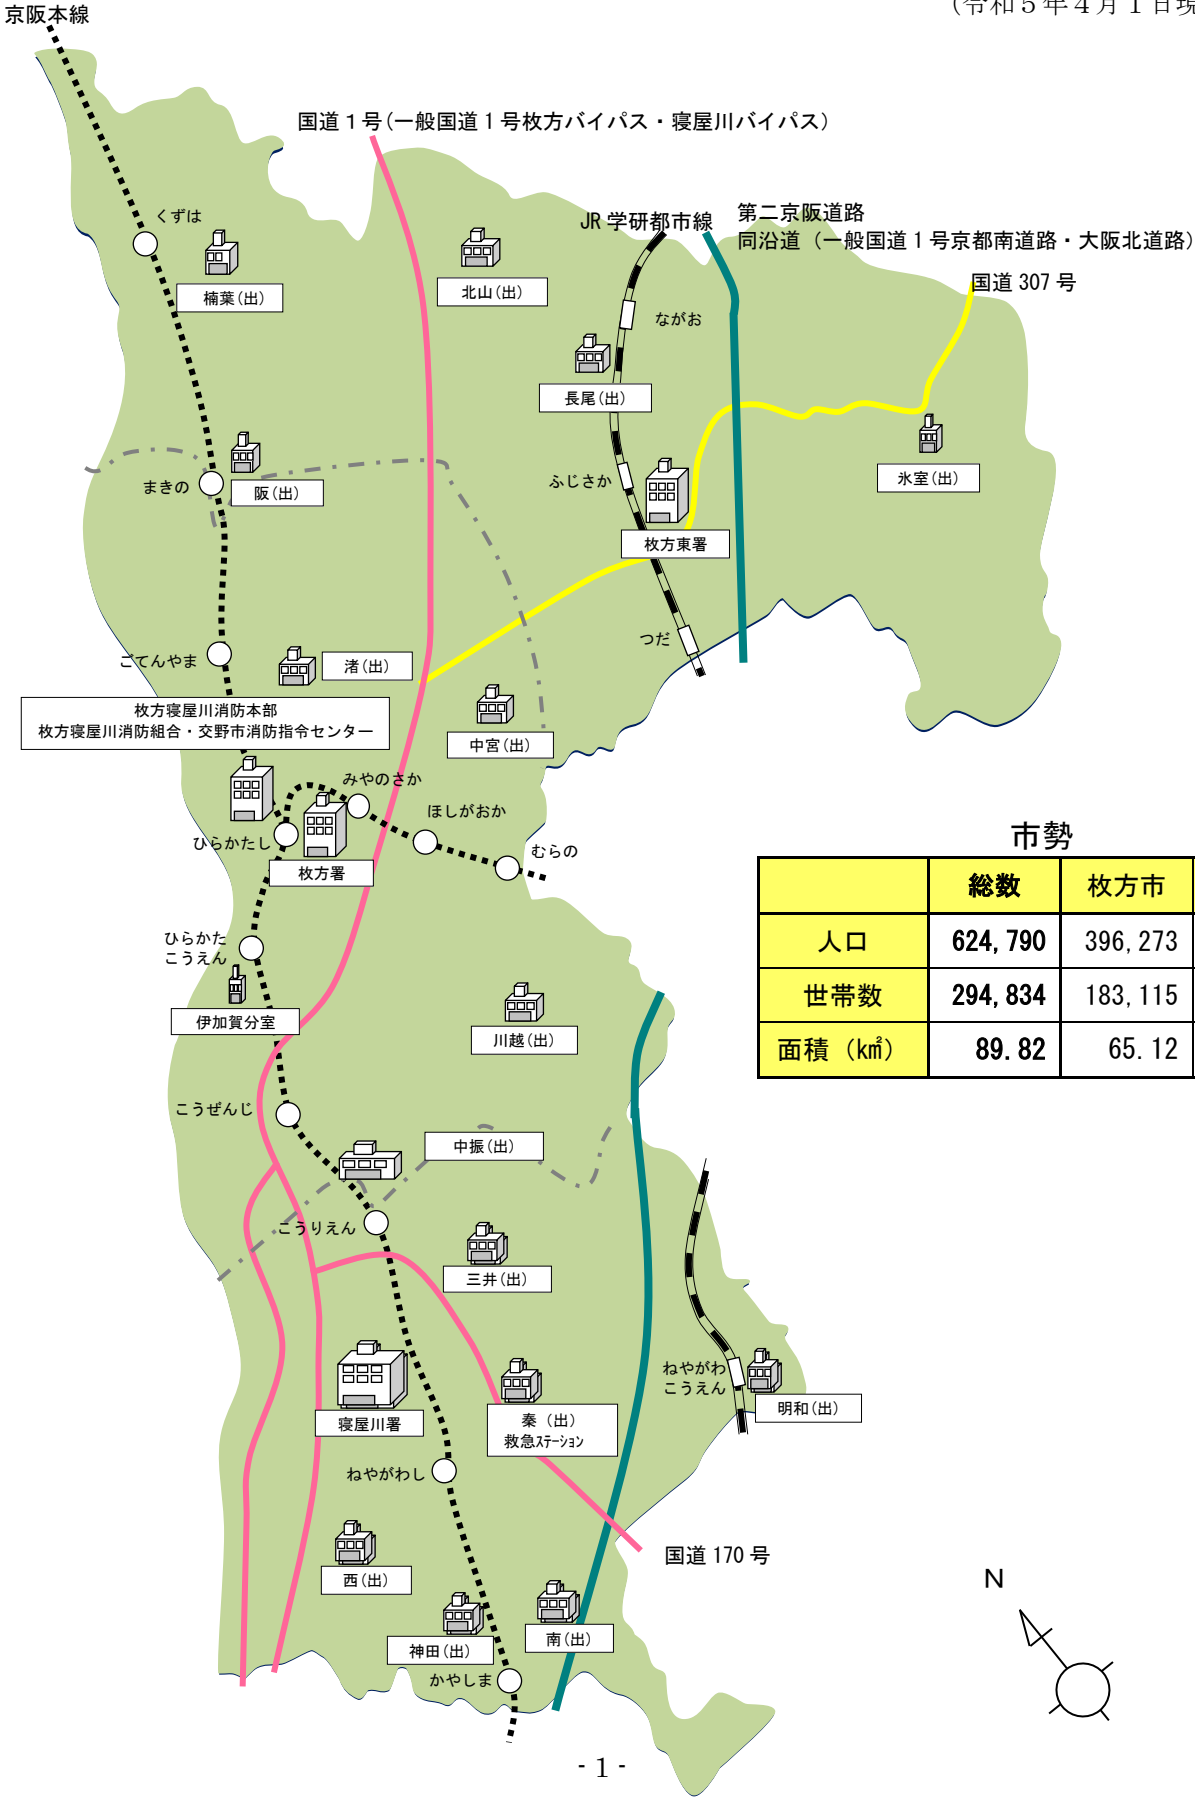 京阪本線
(令和５年４月１日現
国道１号(一般国道１号枚方バイパス・寝屋川バイパス)
くずは
楠葉(出)
北山(出)
JR 学研都市線
第二京阪道路
同沿道（一般国道１号京都南道路・大阪北道路)
国道 307 号
ながお
長尾(出)
まきの
阪(出)
ふじさか
氷室(出)
枚方東署
つだ
ごてんやま
渚(出)
枚方寝屋川消防本部
枚方寝屋川消防組合・交野市消防指令センター
中宮(出)
みやのさか
ほしがおか
ひらかたし
むらの
枚方署
市勢
総数 枚方市
人口 624,790 396,273
世帯数 294,834 183,115
面積（㎢） 89.82 65.12
ひらかた
こうえん
伊加賀分室
川越(出)
こうぜんじ
中振(出)
こうりえん
三井(出)
ねやがわ
こうえん
明和(出)
寝屋川署
秦（出)
救急ステーション
ねやがわし
国道 170 号
西(出)
N
神田(出)
南(出)
かやしま
- 1 -